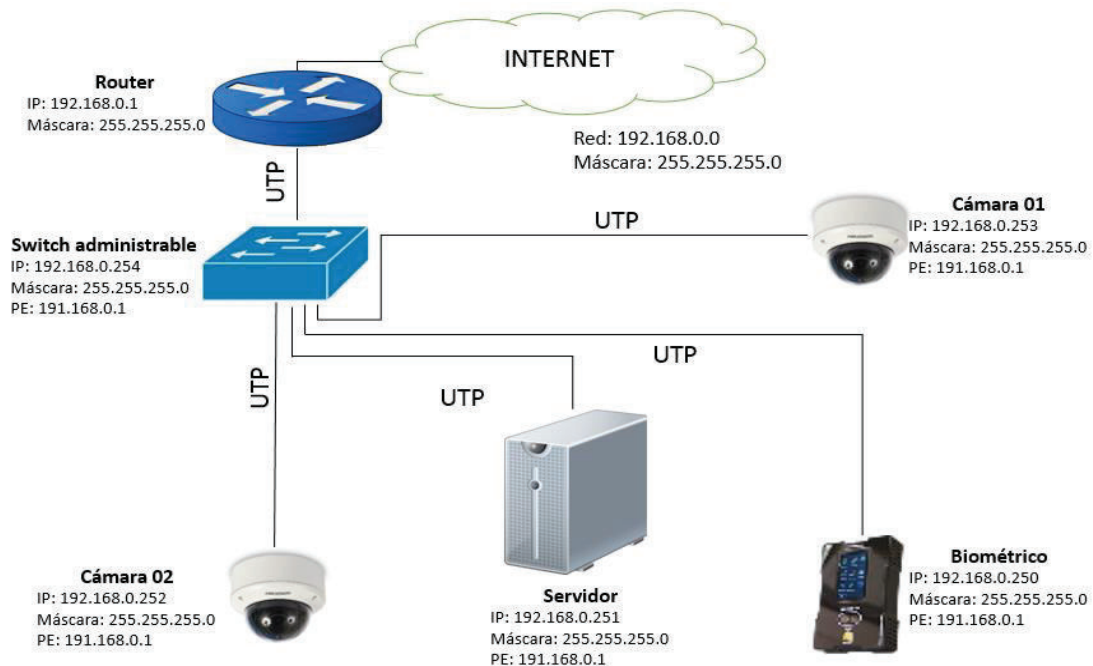 INTERNET
Router
IP: 192.168.0.1
Máscara: 255.255.255.0
Red: 192.168.0.0
Máscara: 255.255.255.0
UTP
Switch administrable
IP: 192.168.0.254
Máscara: 255.255.255.0
PE: 191.168.0.1
UTP
Cámara 01
IP: 192.168.0.253
Máscara: 255.255.255.0
PE: 191.168.0.1
UTP
UTP
UTP
Cámara 02
IP: 192.168.0.252
Máscara: 255.255.255.0
PE: 191.168.0.1
Servidor
IP: 192.168.0.251
Máscara: 255.255.255.0
PE: 191.168.0.1
Biométrico
IP: 192.168.0.250
Máscara: 255.255.255.0
PE: 191.168.0.1